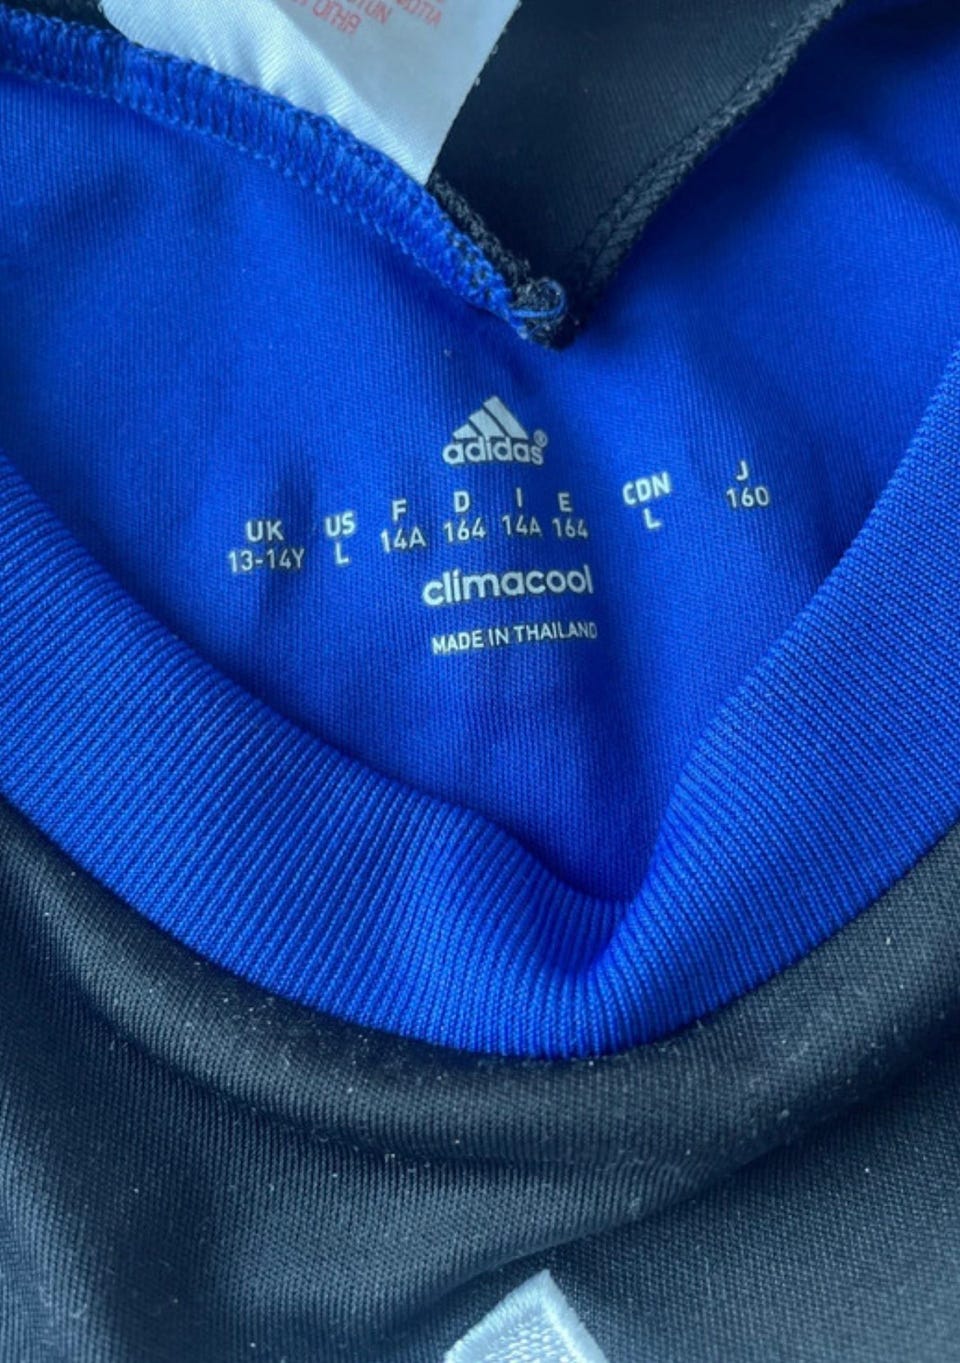 adidas®
UK US F D I E CDN J
13-14Y L 14A 164 14A 164 L 160
climacool
MADE IN THAILAND